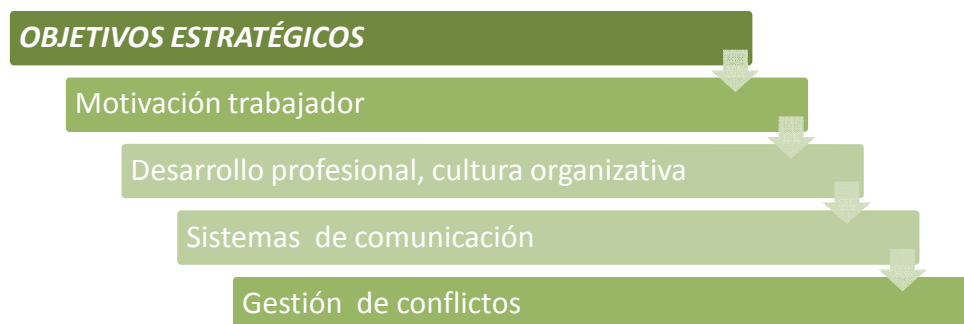 OBJETIVOS ESTRATÉGICOS
Motivación trabajador
Desarrollo profesional, cultura organizativa
Sistemas de comunicación
Gestión de conflictos